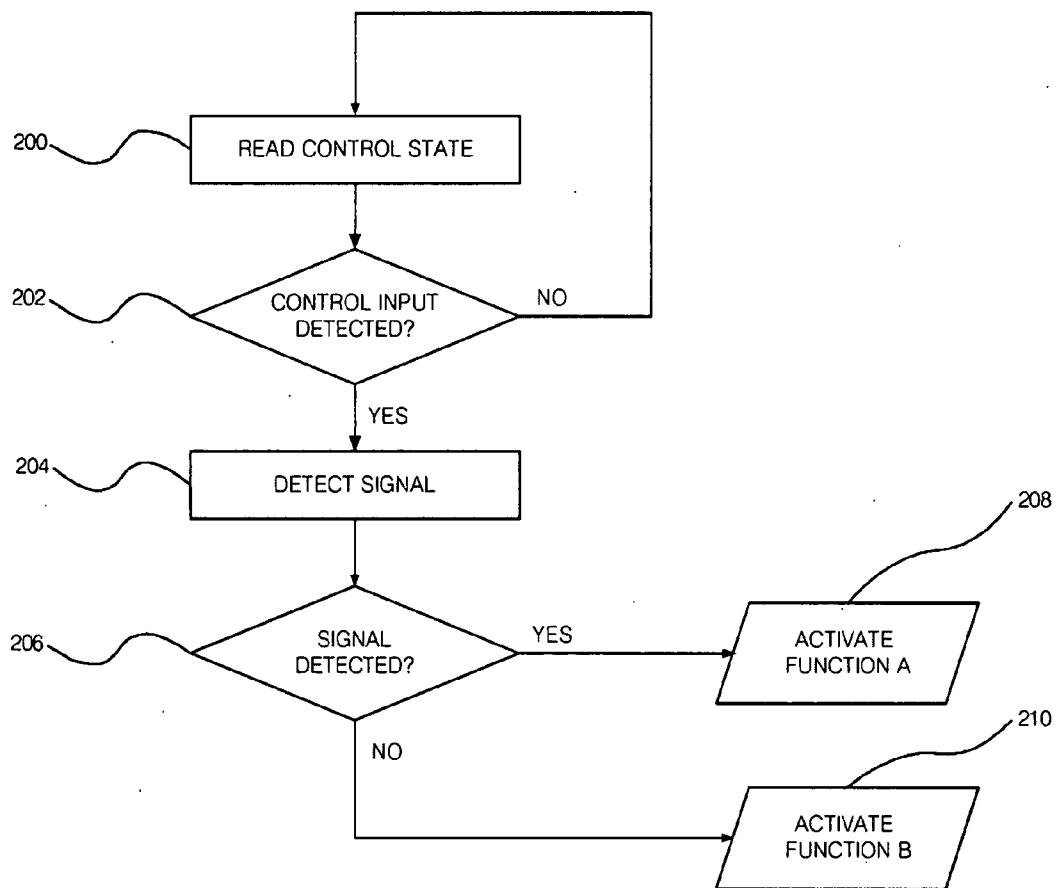 200
READ CONTROL STATE
202
CONTROL INPUT
DETECTED?
NO
YES
204
DETECT SIGNAL
208
206
SIGNAL
DETECTED?
YES
ACTIVATE
FUNCTION A
NO
210
ACTIVATE
FUNCTION B